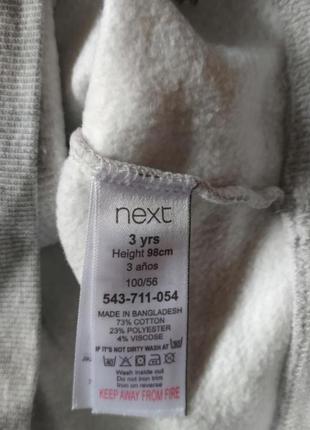 next
3 yrs
Height 98cm
3 años
100/56
543-711-054
MADE IN BANGLADESH
73% COTTON
23% POLYESTER
4% VISCOSE
IF IT'S NOT DIRTY WASH AT
Wash inside out
Do not iron trim
Iron on reverse
KEEP AWAY FROM FIRE